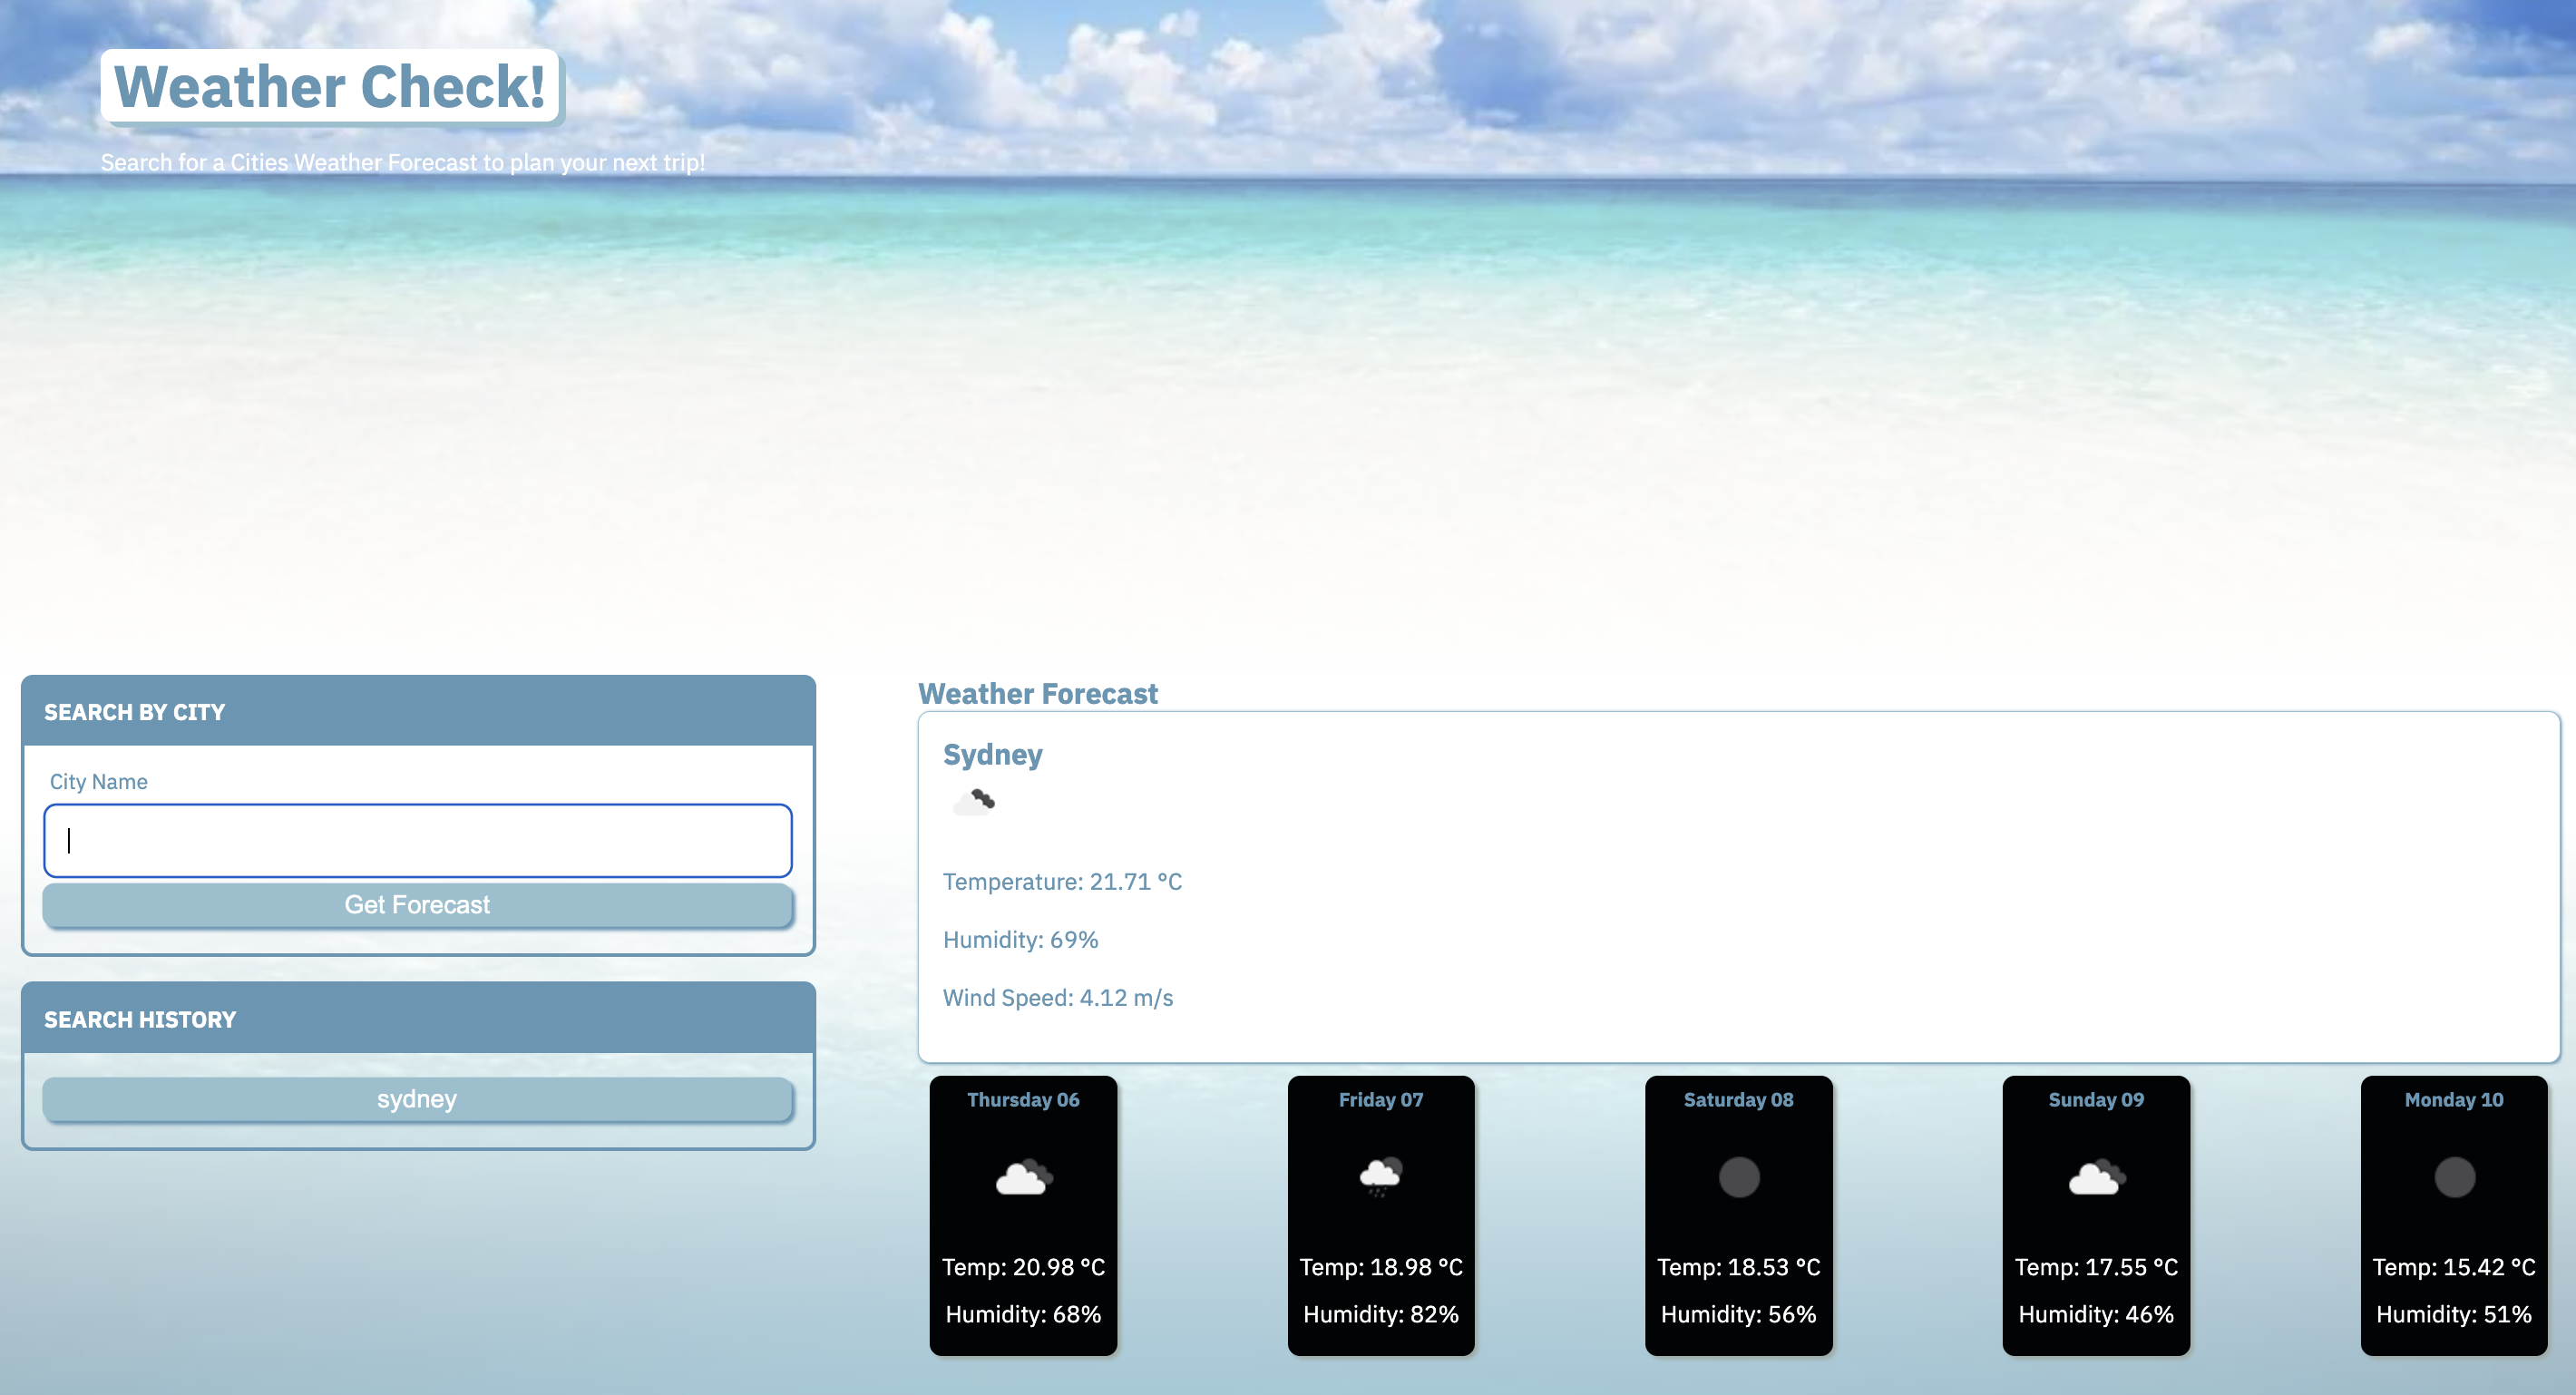 Weather Check!
Search for a Cities Weather Forecast to plan your next trip!
SEARCH BY CITY
City Name
Get Forecast
SEARCH HISTORY
sydney
Weather Forecast
Sydney
Temperature: 21.71 °C
Humidity: 69%
Wind Speed: 4.12 m/s
Thursday 06
Temp: 20.98 °C
Humidity: 68%
Friday 07
Temp: 18.98 °C
Humidity: 82%
Saturday 08
Temp: 18.53 °C
Humidity: 56%
Sunday 09
Temp: 17.55 °C
Humidity: 46%
Monday 10
Temp: 15.42 °C
Humidity: 51%